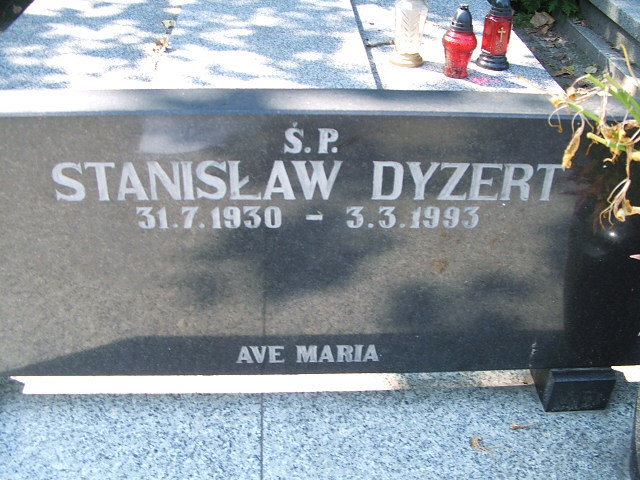 Ś.P.
STANISŁAW DYZERT
31.7.1930 - 3.3.1993
AVE MARIA